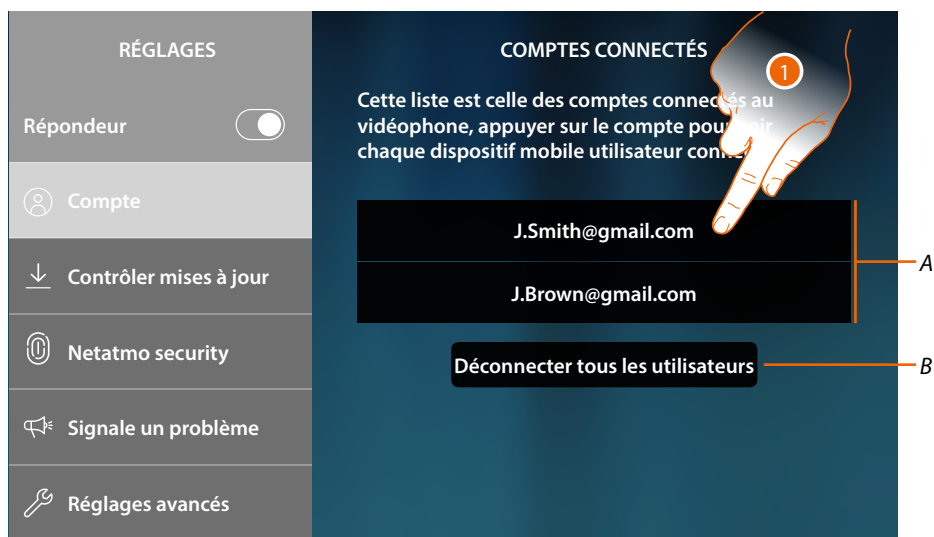 RÉGLAGES
Répondeur
Compte
Contrôler mises à jour
Netatmo security
Signale un problème
Réglages avancés
COMPTES CONNECTÉS
1
Cette liste est celle des comptes connectés au
vidéophone, appuyer sur le compte pour
chaque dispositif mobile utilisateur
J.Smith@gmail.com
A
J.Brown@gmail.com
Déconnecter tous les utilisateurs
B